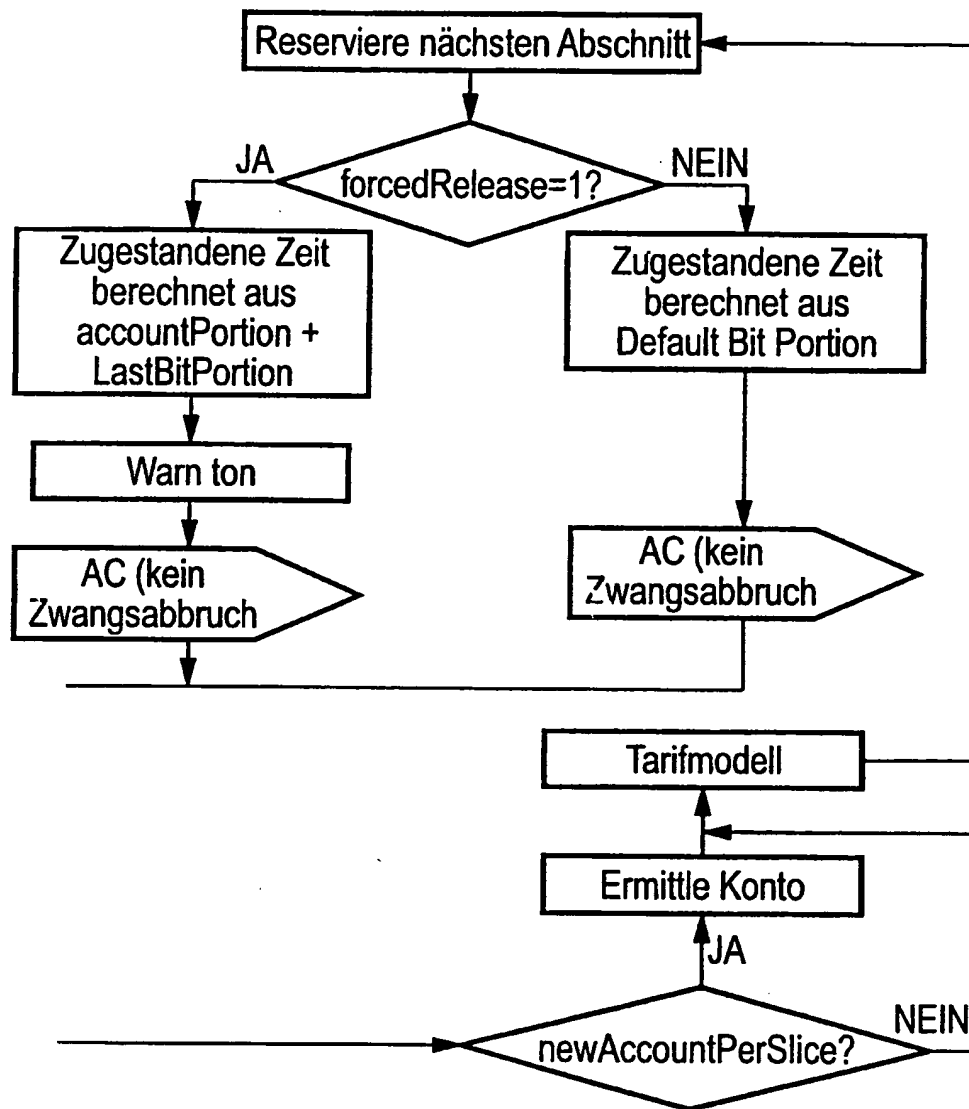 Reserviere nächsten Abschnitt
JA
NEIN
forcedRelease=1?
Zugestandene Zeit
berechnet aus
accountPortion +
LastBitPortion
Zugestandene Zeit
berechnet aus
Default Bit Portion
Warn ton
AC (kein
Zwangsabbruch
AC (kein
Zwangsabbruch
Tarifmodell
Ermittle Konto
JA
NEIN
newAccountPerSlice?